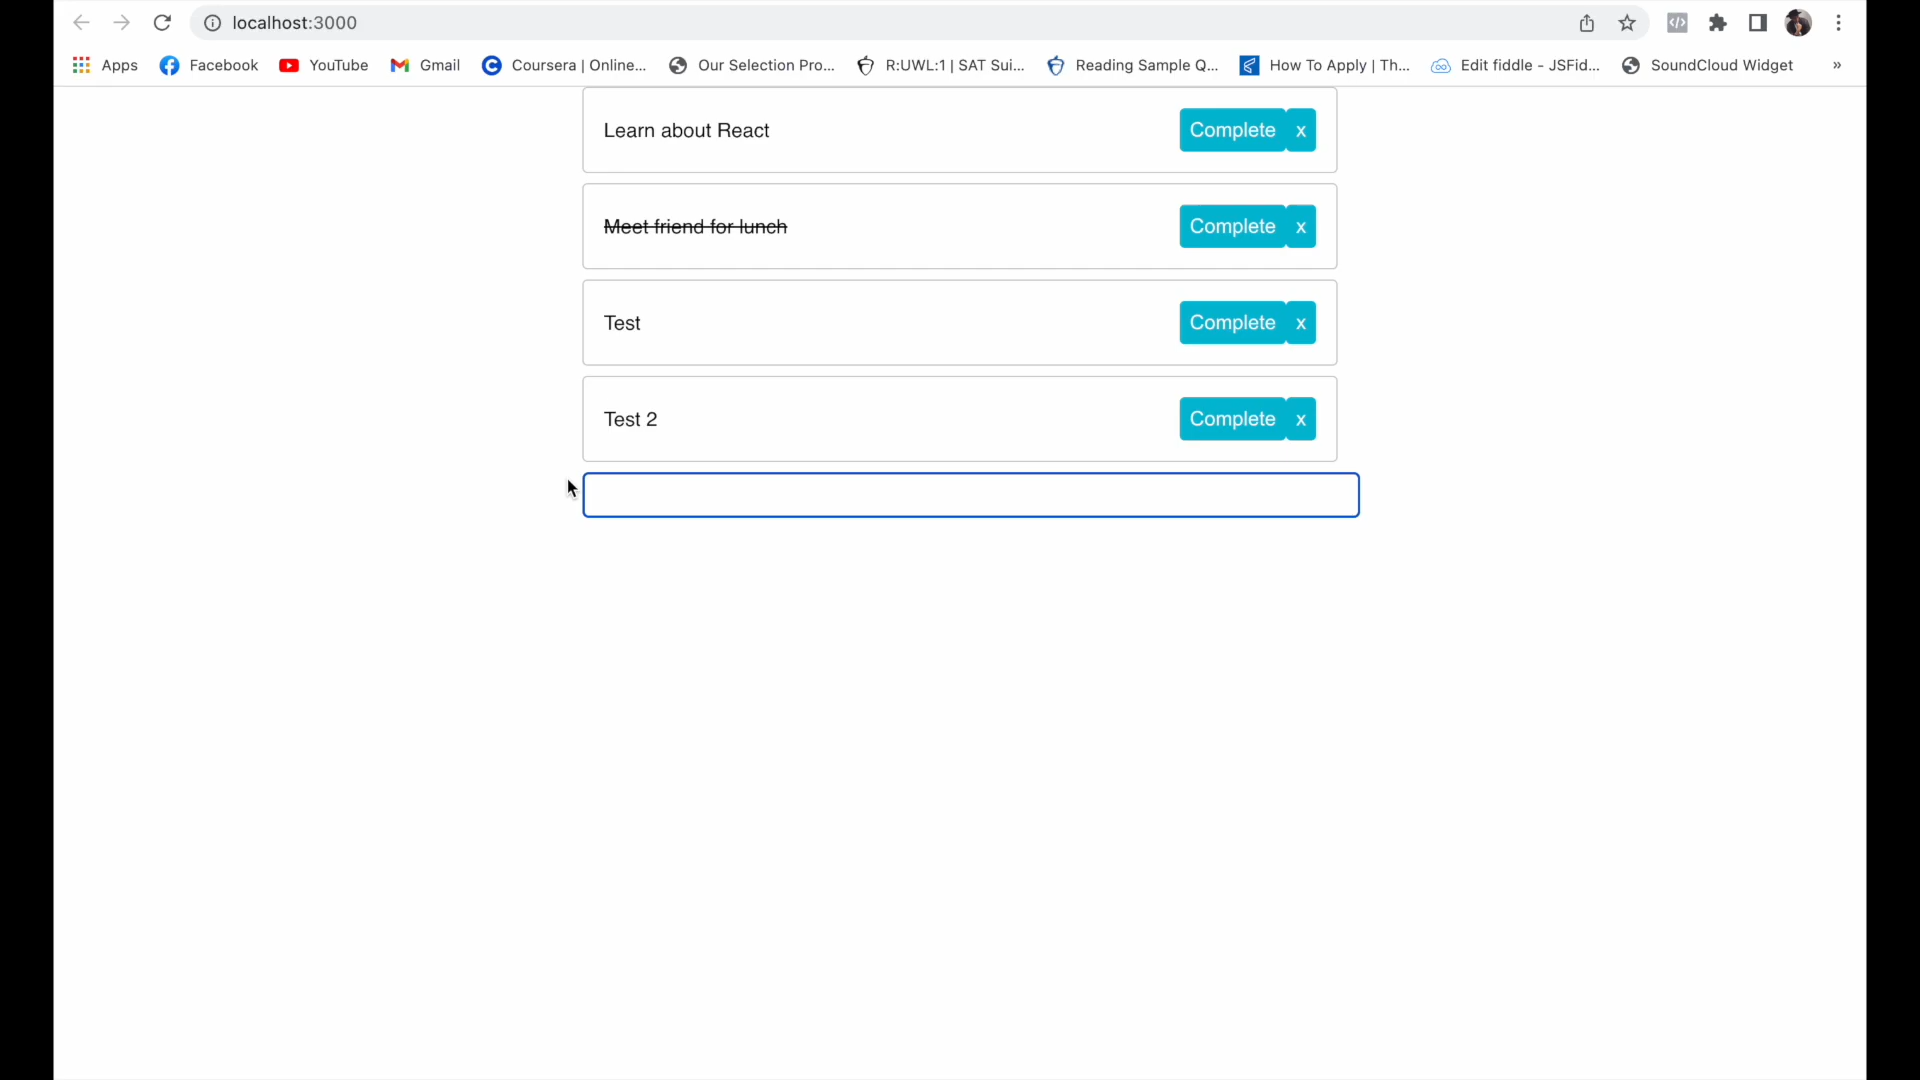 localhost:3000
Apps Facebook YouTube Gmail Coursera | Online... Our Selection Pro... R:UWL:1 | SAT Sui... Reading Sample Q... How To Apply | Th... Edit fiddle - JSFid... SoundCloud Widget »
Learn about React Complete x
Meet friend for lunch Complete x
Test Complete x
Test 2 Complete x